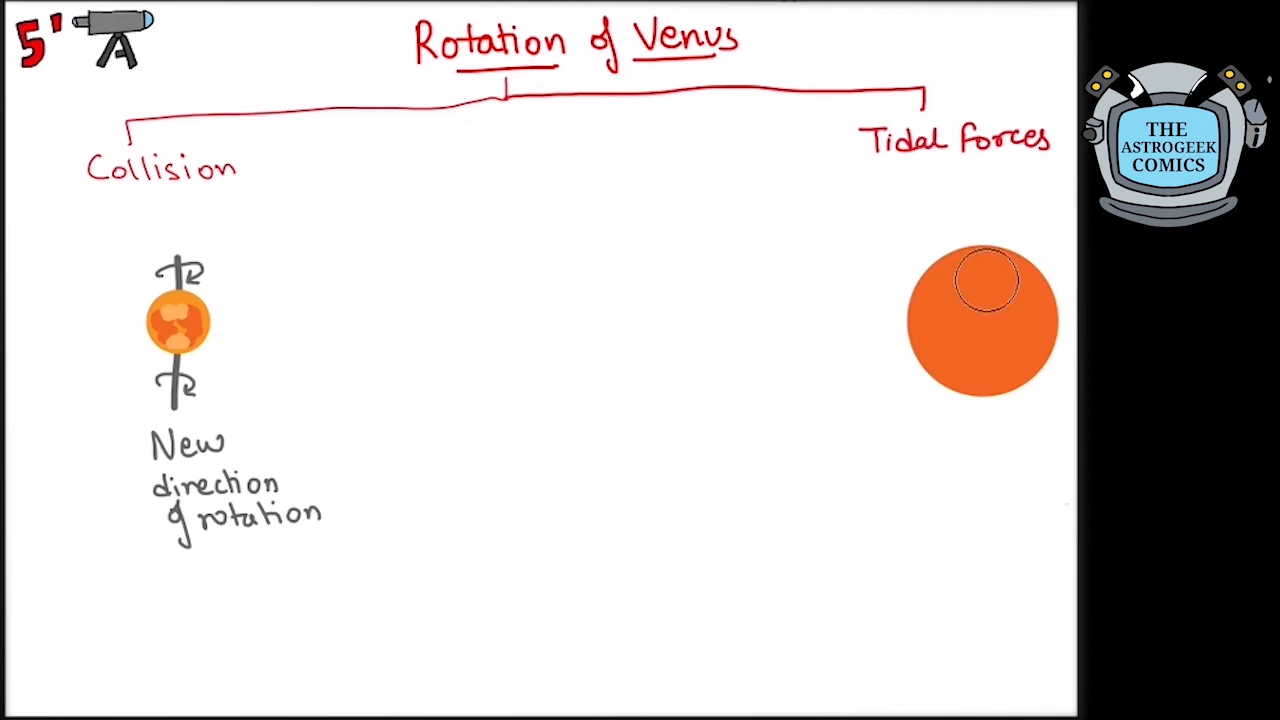 5'
Rotation of Venus
Collision
Tidal forces
New
direction
of rotation
THE
ASTROGEEK
COMICS